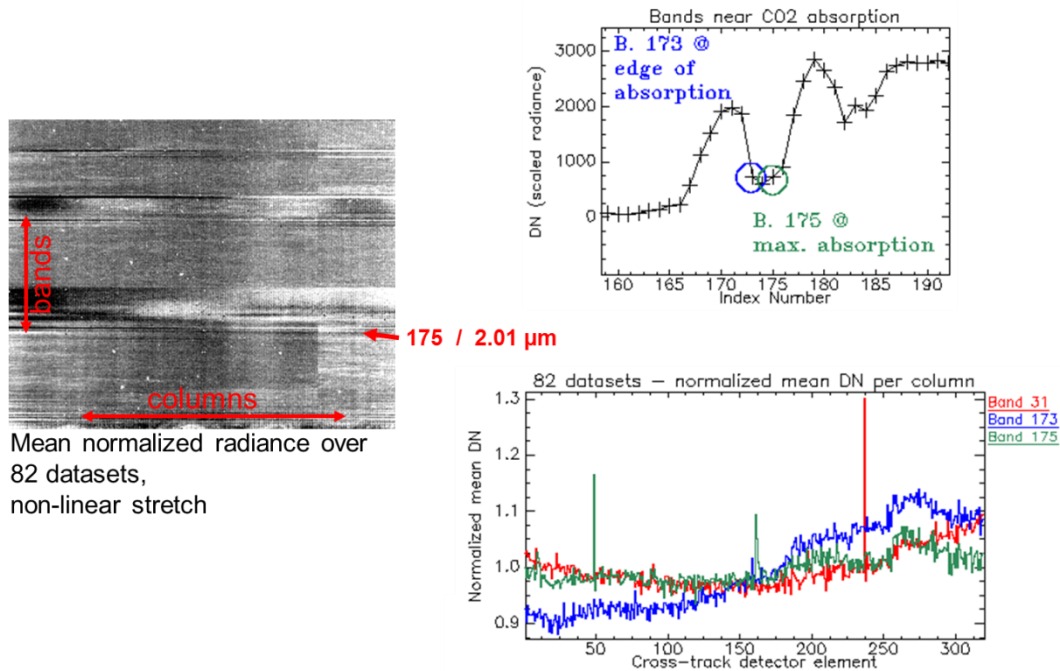 bands
columns
175 / 2.01 µm
Mean normalized radiance over
82 datasets,
non-linear stretch
Bands near CO2 absorption
B. 173 @
edge of
absorption
B. 175 @
max. absorption
DN (scaled radiance)
3000
2000
1000
0
160 165 170 175 180 185 190
Index Number
82 datasets – normalized mean DN per column
Band 31
Band 173
Band 175
Normalized mean DN
1.3
1.2
1.1
1.0
0.9
50 100 150 200 250 300
Cross-track detector element